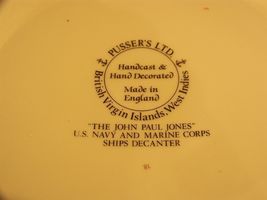 PUSSER'S LTD.
British Virgin Islands, West Indies
Handcast &
Hand Decorated
Made in
England
"THE JOHN PAUL JONES"
U.S. NAVY AND MARINE CORPS
SHIPS DECANTER